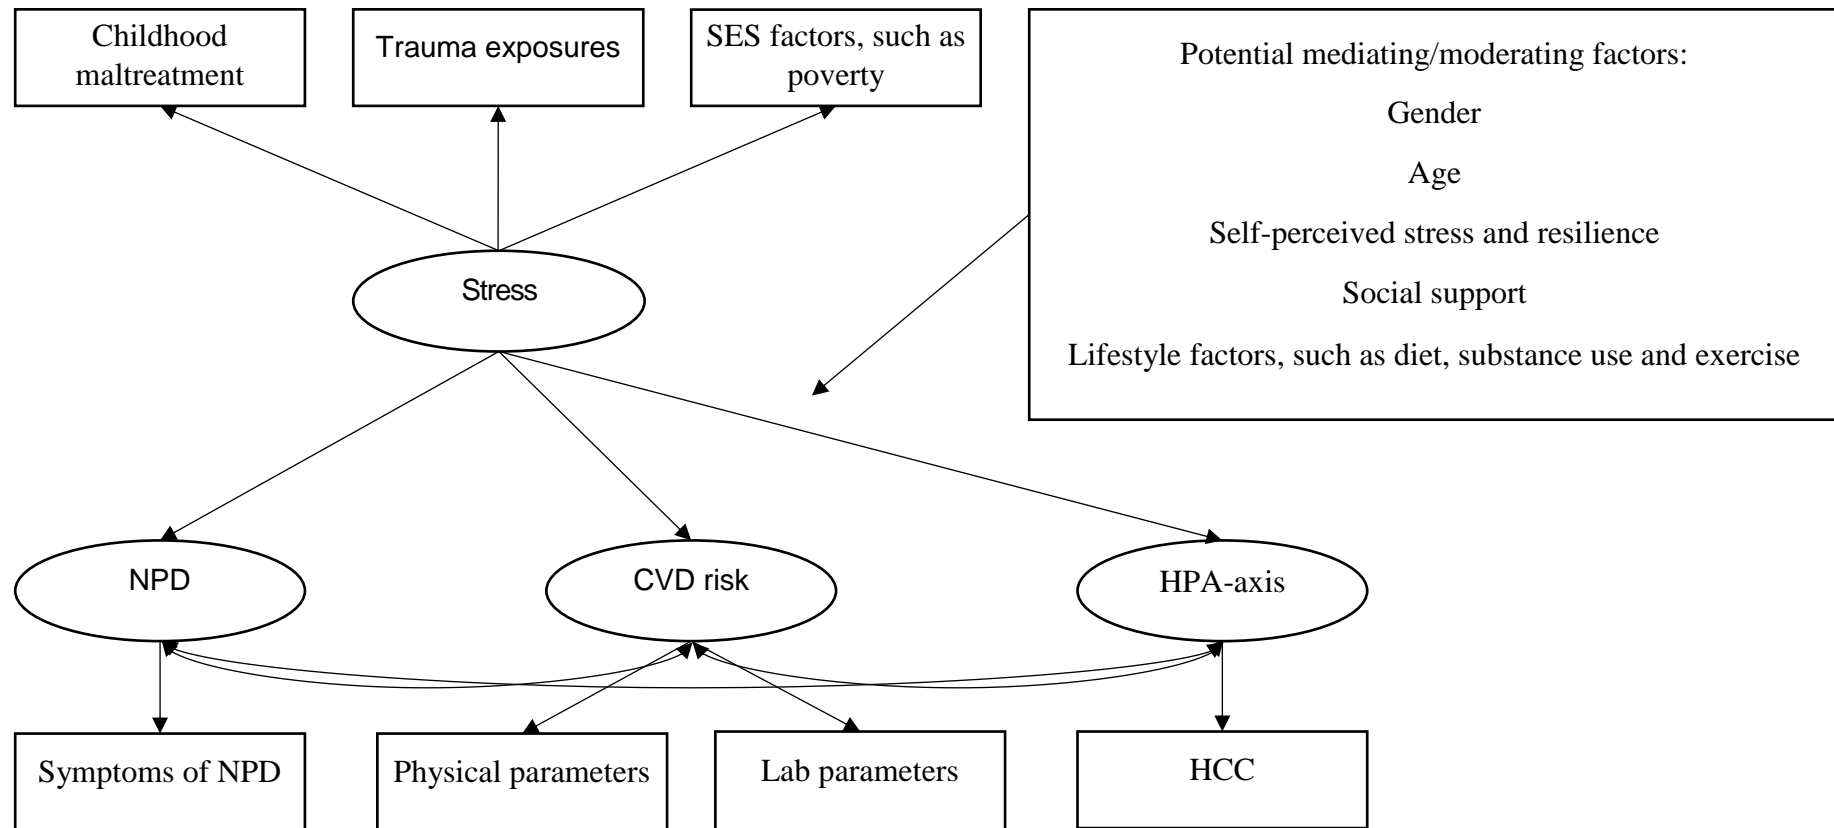 Childhood
maltreatment
Trauma exposures
SES factors, such as
poverty
Potential mediating/moderating factors:
Gender
Age
Self-perceived stress and resilience
Social support
Lifestyle factors, such as diet, substance use and exercise
Stress
NPD
CVD risk
HPA-axis
Symptoms of NPD
Physical parameters
Lab parameters
HCC